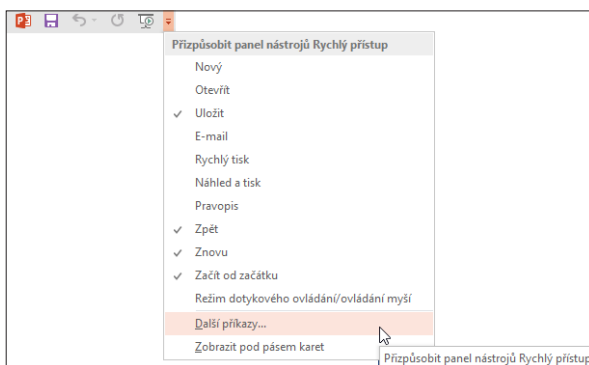 Přizpůsobit panel nástrojů Rychlý přístup
Nový
Otevřít
Uložit
E-mail
Rychlý tisk
Náhled a tisk
Pravopis
Zpět
Znovu
Začít od začátku
Režim dotykového ovládání/ovládání myší
Další příkazy...
Zobrazit pod pásem karet
Přizpůsobit panel nástrojů Rychlý přístup